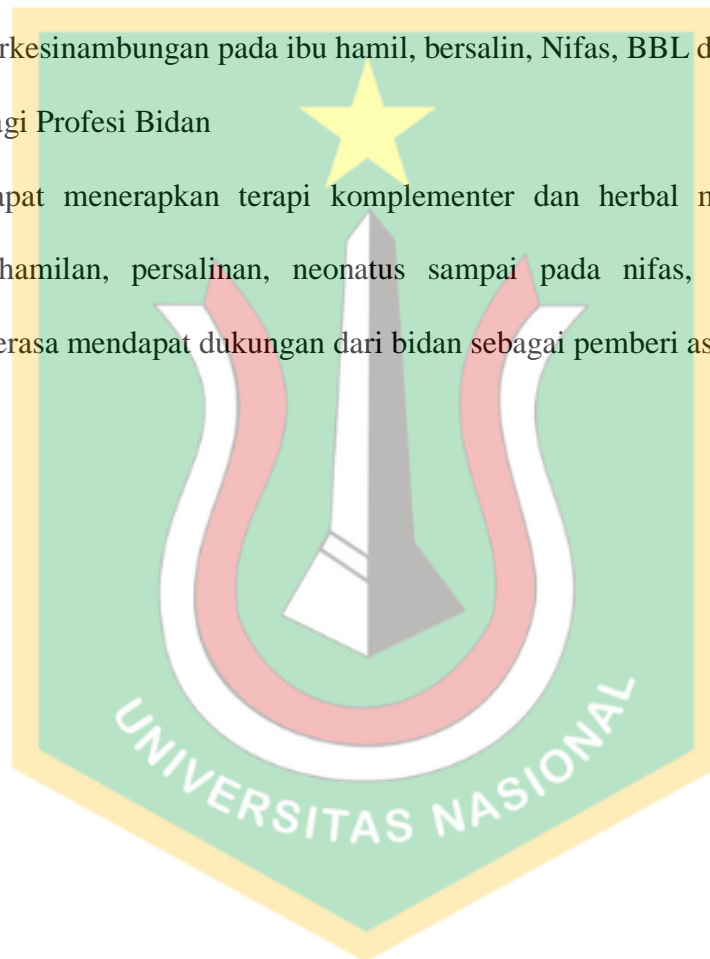 rkesinambungan pada ibu hamil, bersalin, Nifas, BBL d
agi Profesi Bidan
apat menerapkan terapi komplementer dan herbal
hamilan, persalinan, neonatus sampai pada nifas,
erasa mendapat dukungan dari bidan sebagai pemberi as
UNIVERSITAS NASIONAL